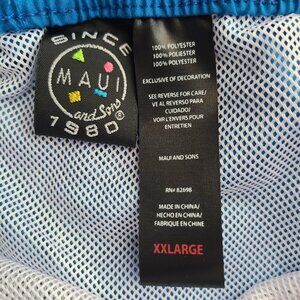 SINCE
MAUI
and Sons®
1980
100% POLYESTER
100% POLIÉSTER
100% POLYESTER
EXCLUSIVE OF DECORATION
SEE REVERSE FOR CARE/
VE AL REVERSO PARA
CUIDADO/
VOIR L'ENVERS POUR
ENTRETIEN
MAUI AND SONS
RN# 82698
MADE IN CHINA/
HECHO EN CHINA/
FABRIQUE EN CHINE
XXLARGE